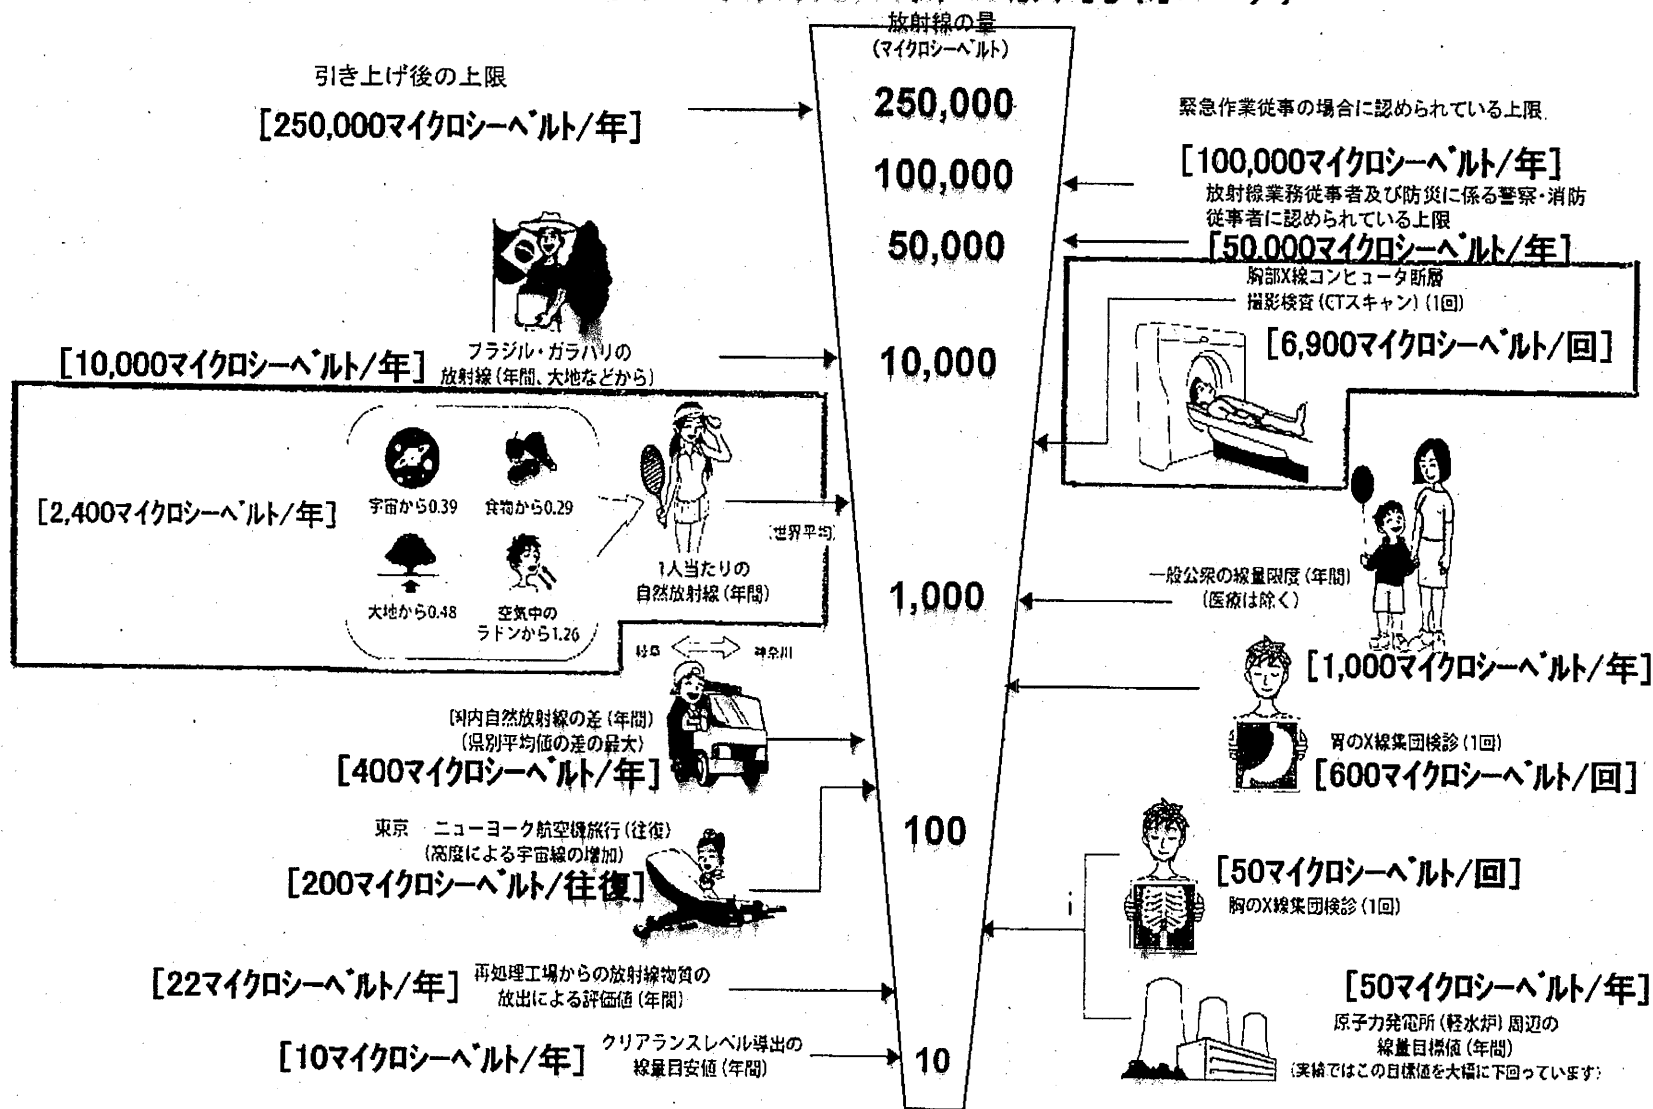 放射線の量
(マイクロシーベルト)
250,000
100,000
50,000
10,000
1,000
100
10
引き上げ後の上限
[250,000マイクロシーベルト/年]
緊急作業従事の場合に認められている上限
[100,000マイクロシーベルト/年]
放射線業務従事者及び防災に係る警察・消防
従事者に認められている上限
[50,000マイクロシーベルト/年]
胸部X線コンピュータ断層
撮影検査(CTスキャン)(1回)
[6,900マイクロシーベルト/回]
[10,000マイクロシーベルト/年]
ブラジル・ガラパリの
放射線(年間、大地などから)
[2,400マイクロシーベルト/年]
宇宙から0.39
食物から0.29
大地から0.48
空気中の
ラドンから1.26
1人当たりの
自然放射線(年間)
[世界平均]
一般公衆の線量限度(年間)
(医療は除く)
[1,000マイクロシーベルト/年]
岐阜
神奈川
国内自然放射線の差(年間)
(県別平均値の差の最大)
[400マイクロシーベルト/年]
胃のX線集団検診(1回)
[600マイクロシーベルト/回]
東京 ニューヨーク航空機旅行(往復)
(高度による宇宙線の増加)
[200マイクロシーベルト/往復]
[50マイクロシーベルト/回]
胸のX線集団検診(1回)
[22マイクロシーベルト/年]
再処理工場からの放射線物質の
放出による評価値(年間)
[50マイクロシーベルト/年]
原子力発電所(軽水炉)周辺の
線量目標値(年間)
(実績ではこの目標値を大幅に下回っています)
[10マイクロシーベルト/年]
クリアランスレベル導出の
線量目安値(年間)